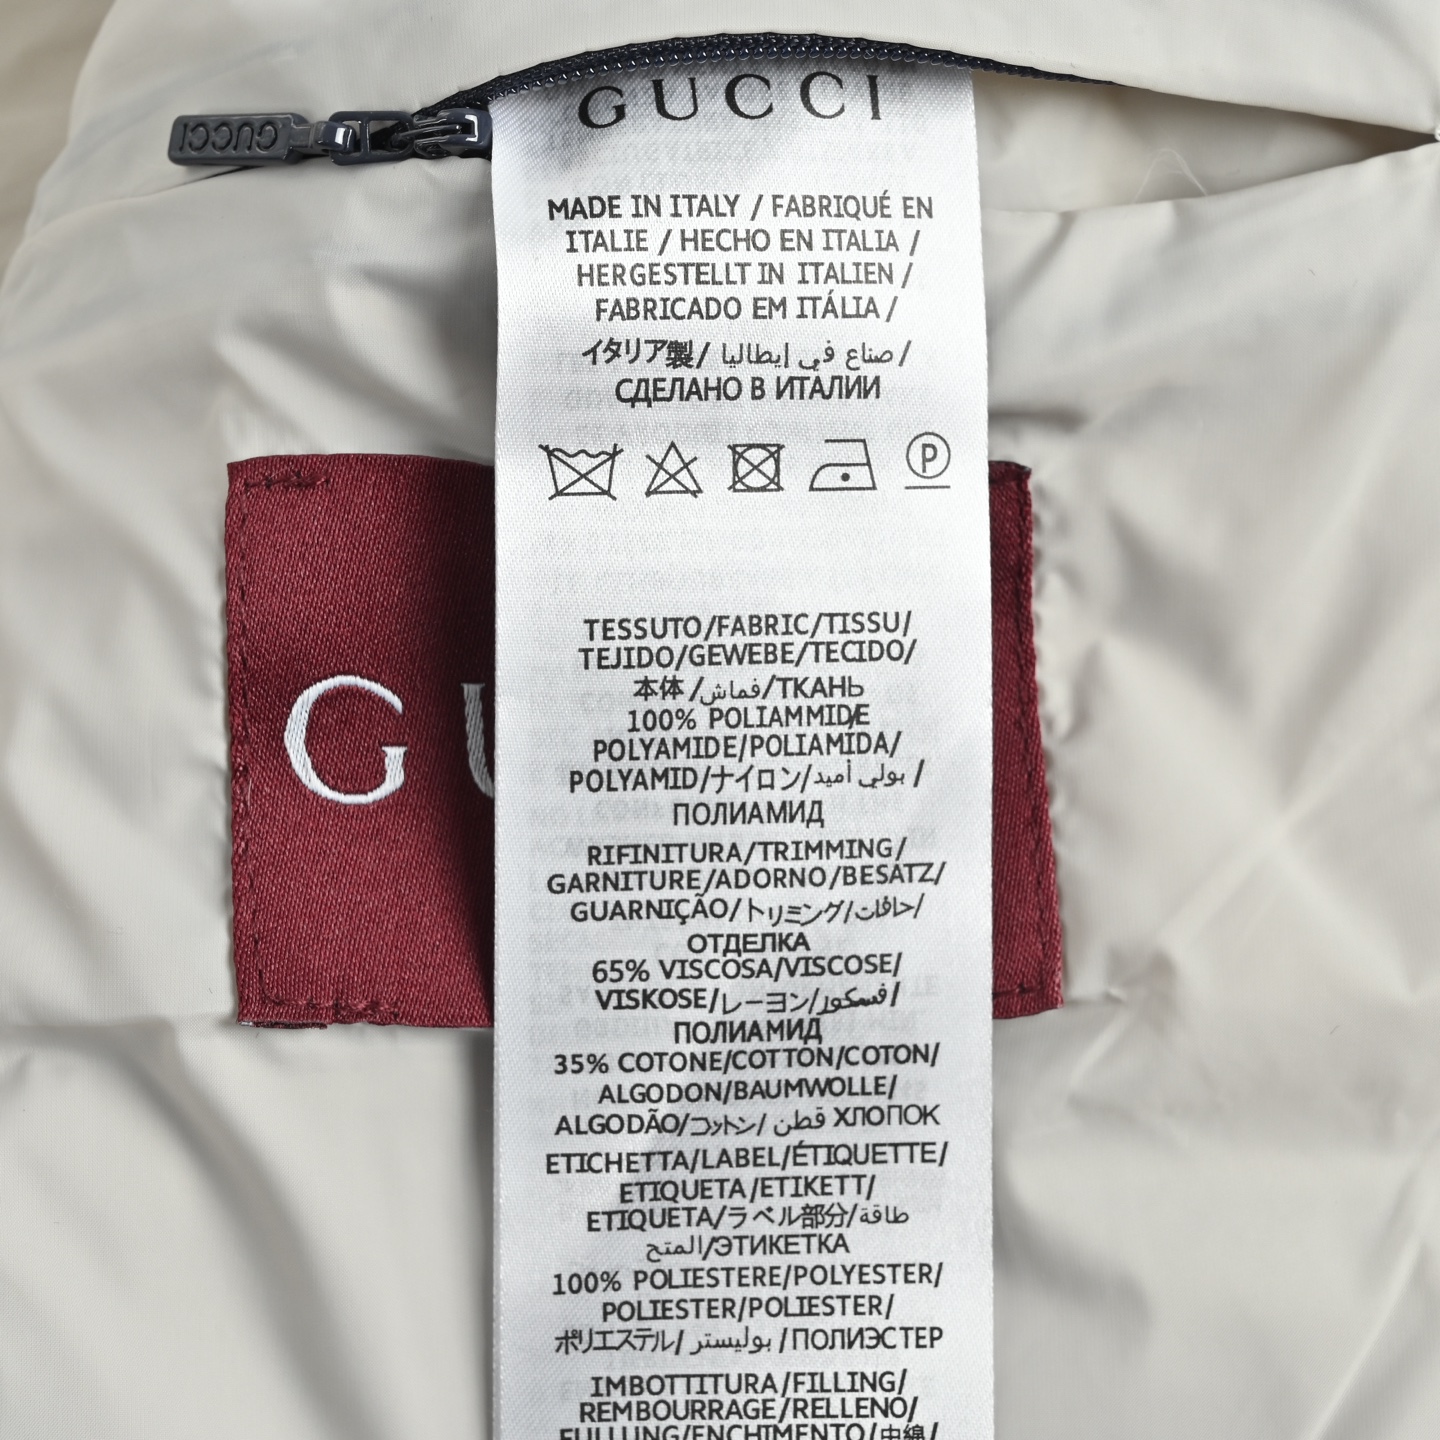 GUCCI
GUCCI
MADE IN ITALY / FABRIQUÉ EN
ITALIE / HECHO EN ITALIA /
HERGESTELLT IN ITALIEN /
FABRICADO EM ITÁLIA /
イタリア製/ صناع في إيطاليا /
СДЕЛАНО В ИТАЛИИ
P
TESSUTO/FABRIC/TISSU/
TEJIDO/GEWEBE/TECIDO/
本体/قماش/ТКАНЬ
100% POLIAMMIDE
POLYAMIDE/POLIAMIDA/
POLYAMID/ナイロン/بولي أميد /
ПОЛИАМИД
RIFINITURA/TRIMMING/
GARNITURE/ADORNO/BESATZ/
GUARNIÇÃO/トリミング/حافات/
ОТДЕЛКА
65% VISCOSA/VISCOSE/
VISKOSE/レーヨン/فسكوز/
ПОЛИАМИД
35% COTONE/COTTON/COTON/
ALGODON/BAUMWOLLE/
ALGODÃO/コットン/ قطن ХЛОПОК
ETICHETTA/LABEL/ÉTIQUETTE/
ETIQUETA/ETIKETT/
ETIQUETA/ラベル部分/طاقة
المتح/ЭТИКЕТКА
100% POLIESTERE/POLYESTER/
POLIESTER/POLIESTER/
ポリエステル/ بوليستر /ПОЛИЭСТЕР
IMBOTTITURA/FILLING/
REMBOURRAGE/RELLENO/
FÜLLUNG/ENCHIMENTO/中綿/
G U